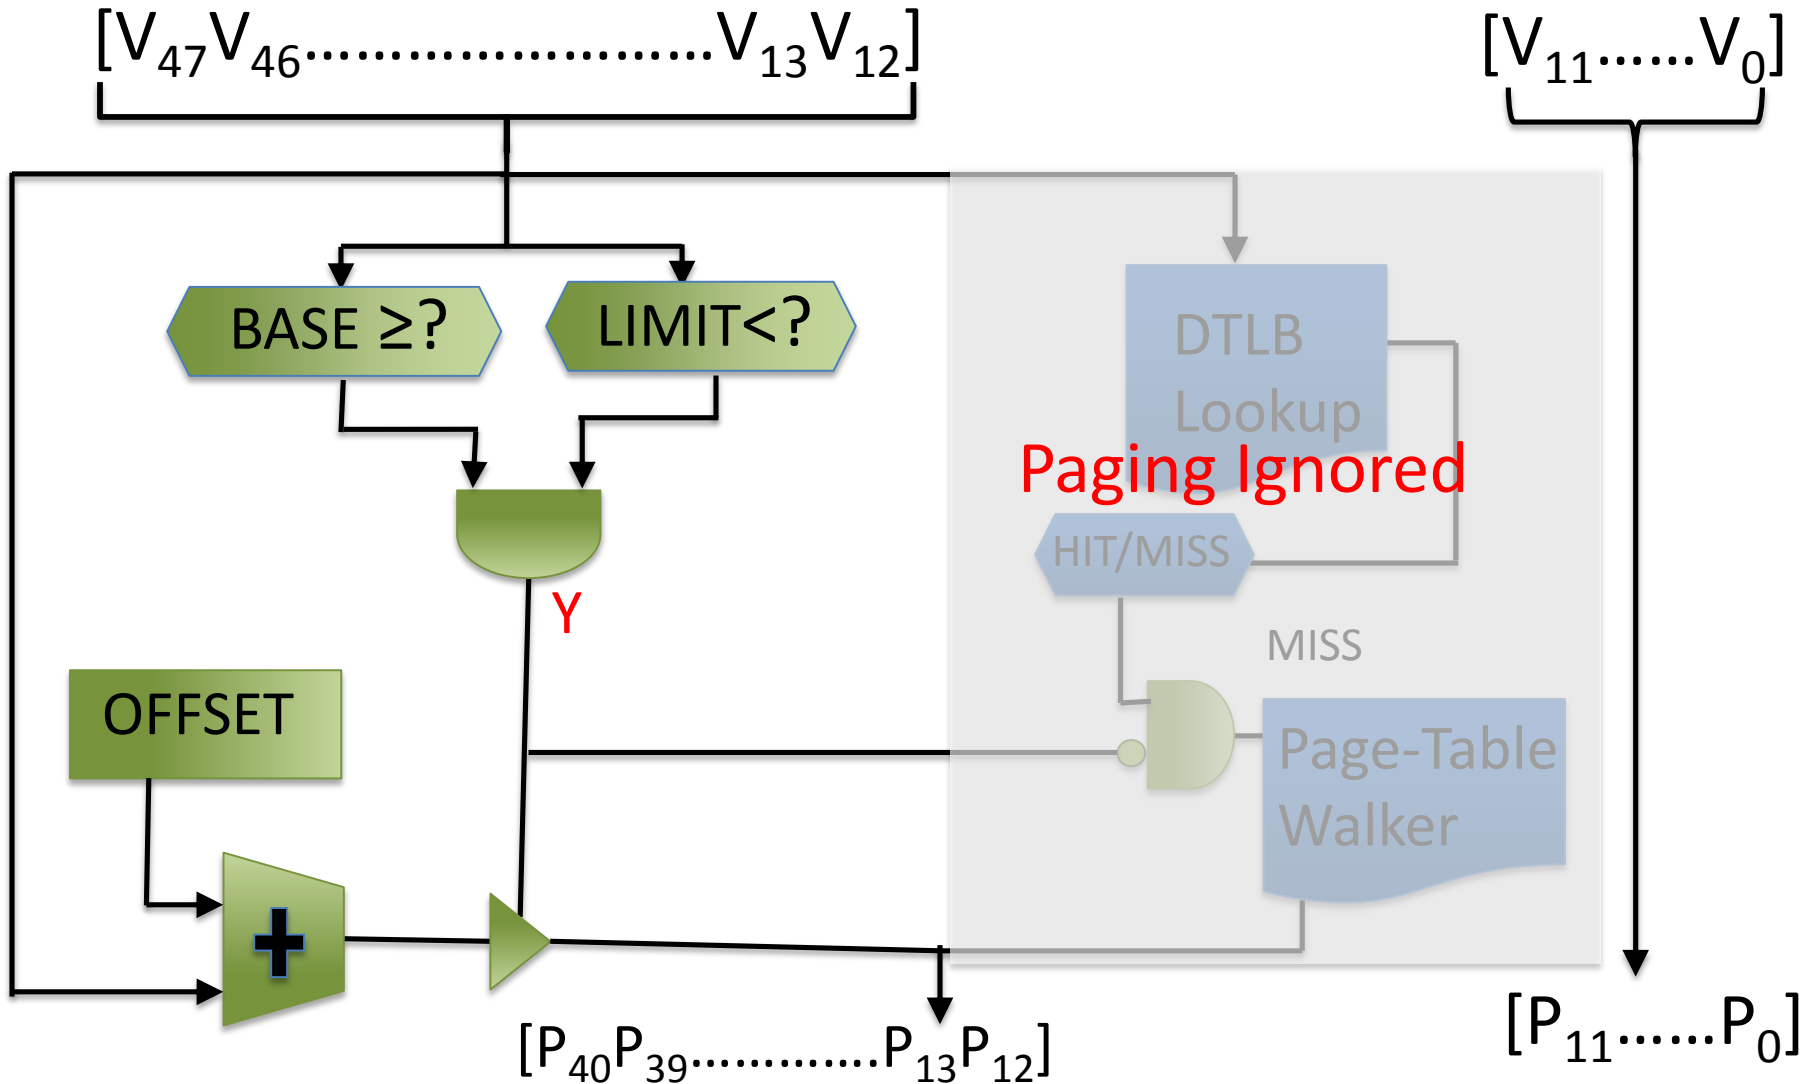 [V47V46........................V13V12]
[V11......V0]
BASE ≥?
LIMIT<?
DTLB
Lookup
Paging Ignored
HIT/MISS
Y
MISS
OFFSET
Page-Table
Walker
+
[P40P39.............P13P12]
[P11......P0]